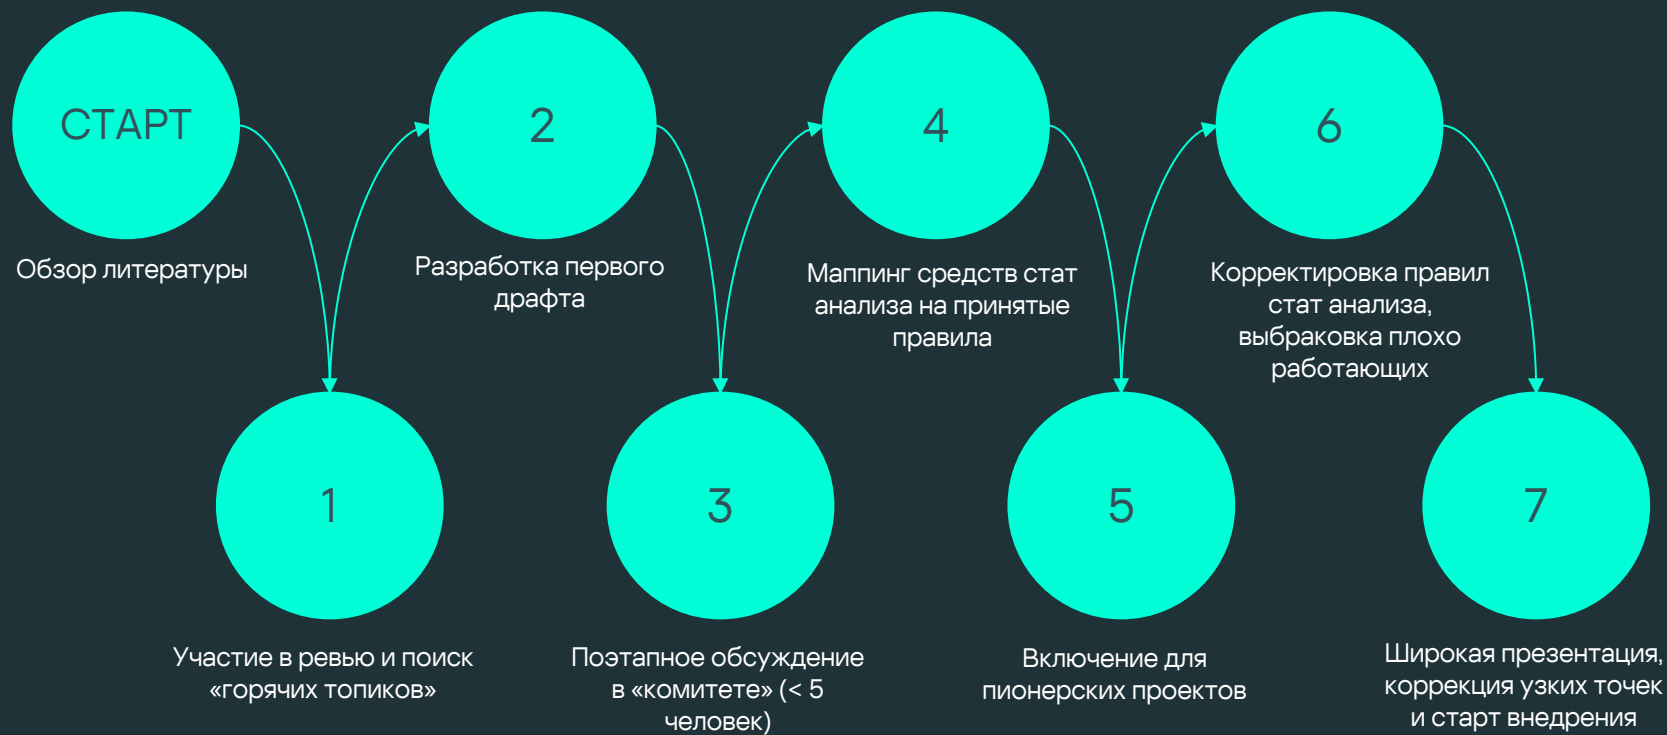 СТАРТ
Обзор литературы
1
Участие в ревью и поиск
«горячих топиков»
2
Разработка первого
драфта
3
Поэтапное обсуждение
в «комитете» (< 5
человек)
4
Маппинг средств стат
анализа на принятые
правила
5
Включение для
пионерских проектов
6
Корректировка правил
стат анализа,
выбраковка плохо
работающих
7
Широкая презентация,
коррекция узких точек
и старт внедрения